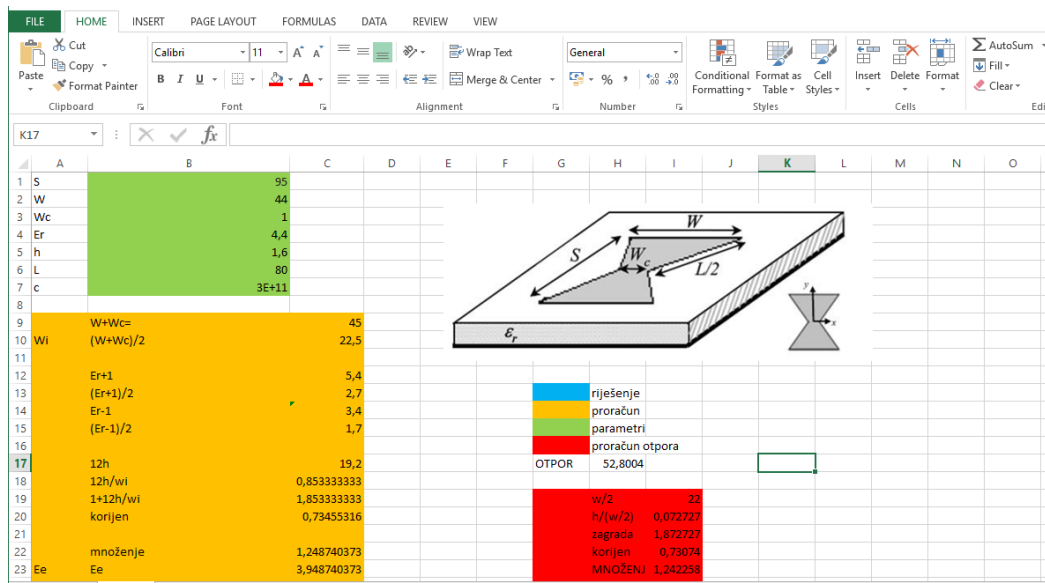 FILE HOME INSERT PAGE LAYOUT FORMULAS DATA REVIEW VIEW
Cut
Copy
Format Painter
Paste
Clipboard
Calibri 11
B I U
Font
Wrap Text
Merge & Center
Alignment
General
% , .0 .00 .00 .0
Number
Conditional Formatting
Format as Table
Cell Styles
Styles
Insert Delete Format
Cells
AutoSum
Fill
Clear
Edi
K17 fx
A B C D E F G H I J K L M N O
1 S 95
2 W 44
3 Wc 1
4 Er 4,4
5 h 1,6
6 L 80
7 c 3E+11
8
9 W+Wc= 45
10 Wi (W+Wc)/2 22,5
11
12 Er+1 5,4
13 (Er+1)/2 2,7 riješenje
14 Er-1 3,4 proračun
15 (Er-1)/2 1,7 parametri
16 proračun otpora
17 12h 19,2 OTPOR 52,8004
18 12h/wi 0,853333333
19 1+12h/wi 1,853333333 w/2 22
20 korijen 0,73455316 h/(w/2) 0,072727
21 zagrada 1,872727
22 množenje 1,248740373 korijen 0,73074
23 Ee Ee 3,948740373 MNOŽENJ 1,242258
W
S
Wc
L/2
εr
y
x